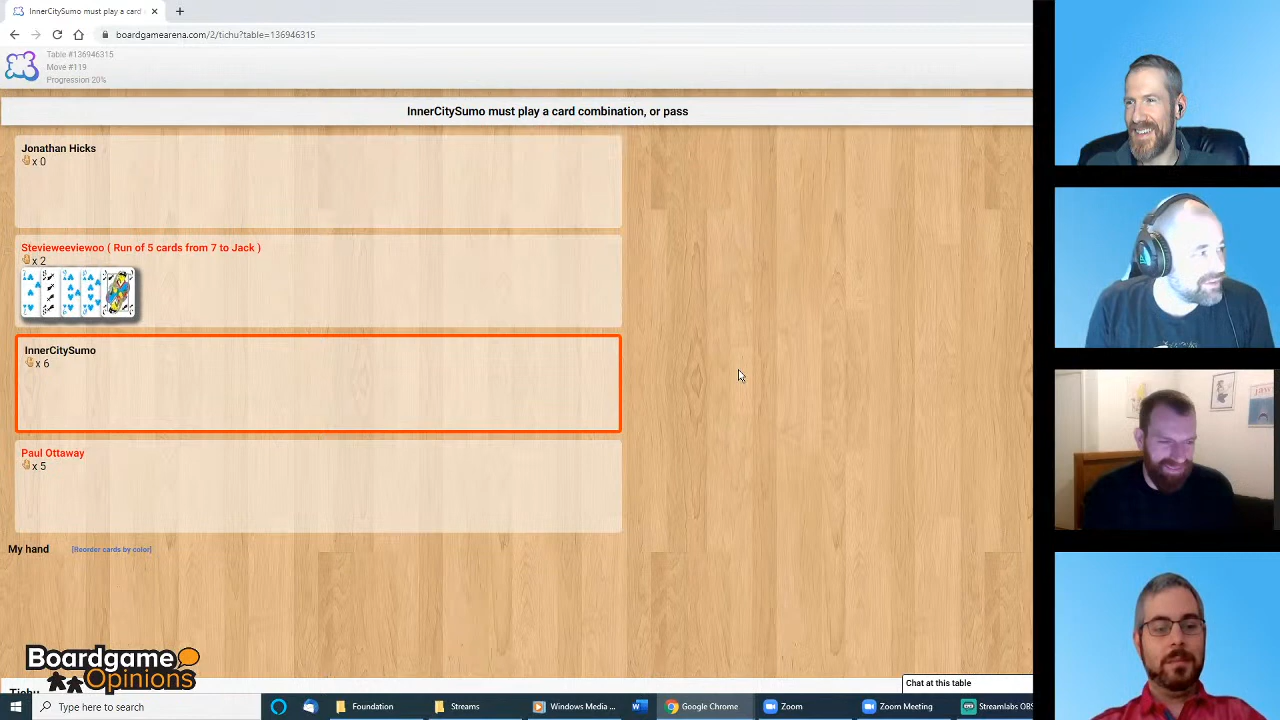 InnerCitySumo must play a card
boardgamearena.com/2/tichu?table=136946315
Table #136946315
Move #119
Progression 20%
InnerCitySumo must play a card combination, or pass
Jonathan Hicks
x 0
Stevieweeviewoo ( Run of 5 cards from 7 to Jack )
x 2
InnerCitySumo
x 6
Paul Ottaway
x 5
My hand [Reorder cards by color]
Boardgame
Opinions
Tichu
Chat at this table
Type here to search
Foundation
Streams
Windows Media ...
Google Chrome
Zoom
Zoom Meeting
Streamlabs OBS
JAWS